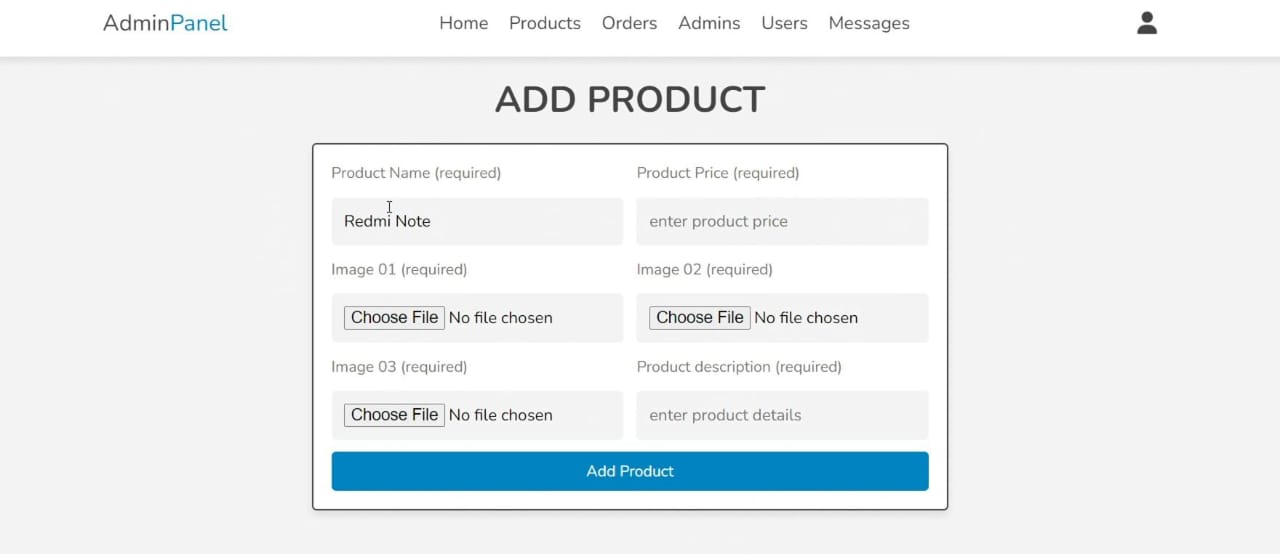 AdminPanel Home Products Orders Admins Users Messages
ADD PRODUCT
Product Name (required) Product Price (required)
Redmi Note enter product price
Image 01 (required) Image 02 (required)
Choose File No file chosen Choose File No file chosen
Image 03 (required) Product description (required)
Choose File No file chosen enter product details
Add Product